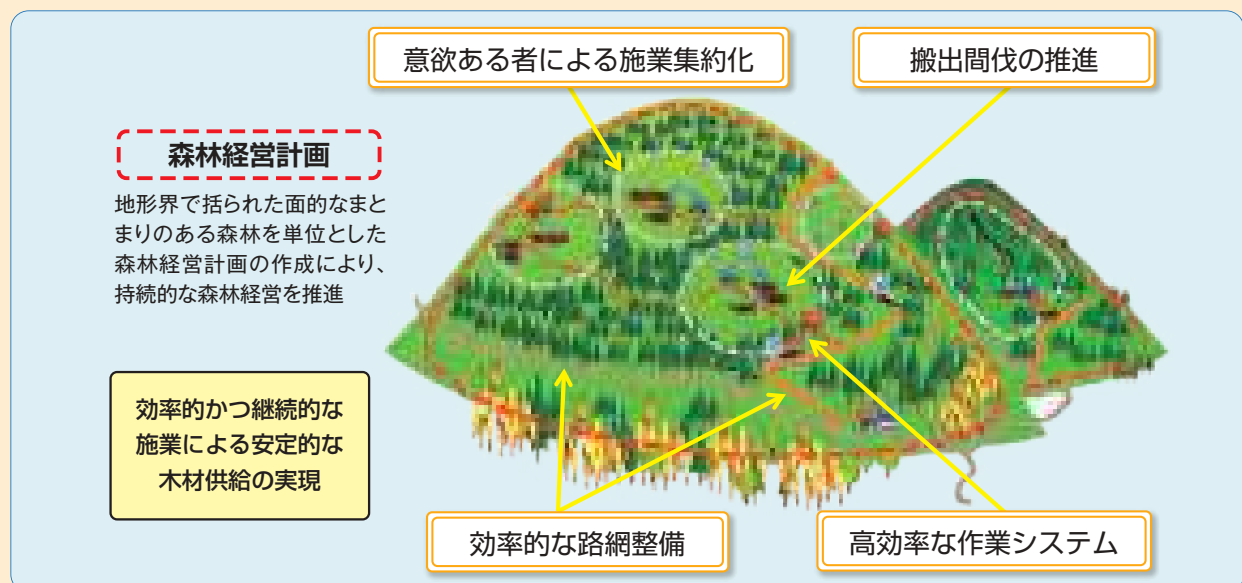 意欲ある者による施業集約化
搬出間伐の推進
森林経営計画
地形界で括られた面的なまと
まりのある森林を単位とした
森林経営計画の作成により、
持続的な森林経営を推進
効率的かつ継続的な
施業による安定的な
木材供給の実現
効率的な路網整備
高効率な作業システム